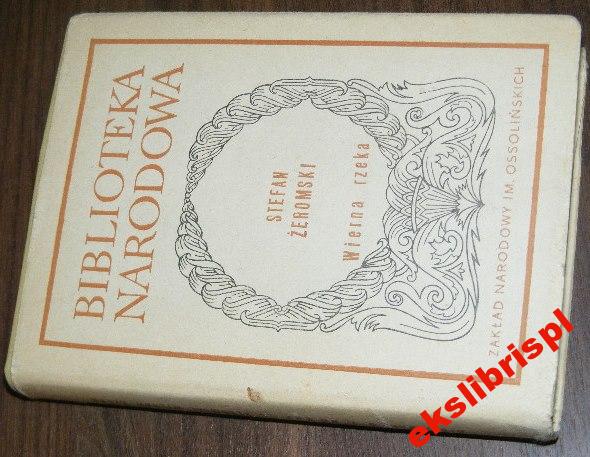 BIBLIOTEKA
NARODOWA
STEFAN
ŻEROMSKI
Wierna rzeka
ZAKŁAD NARODOWY IM. OSSOLIŃSKICH
ekslibrispl